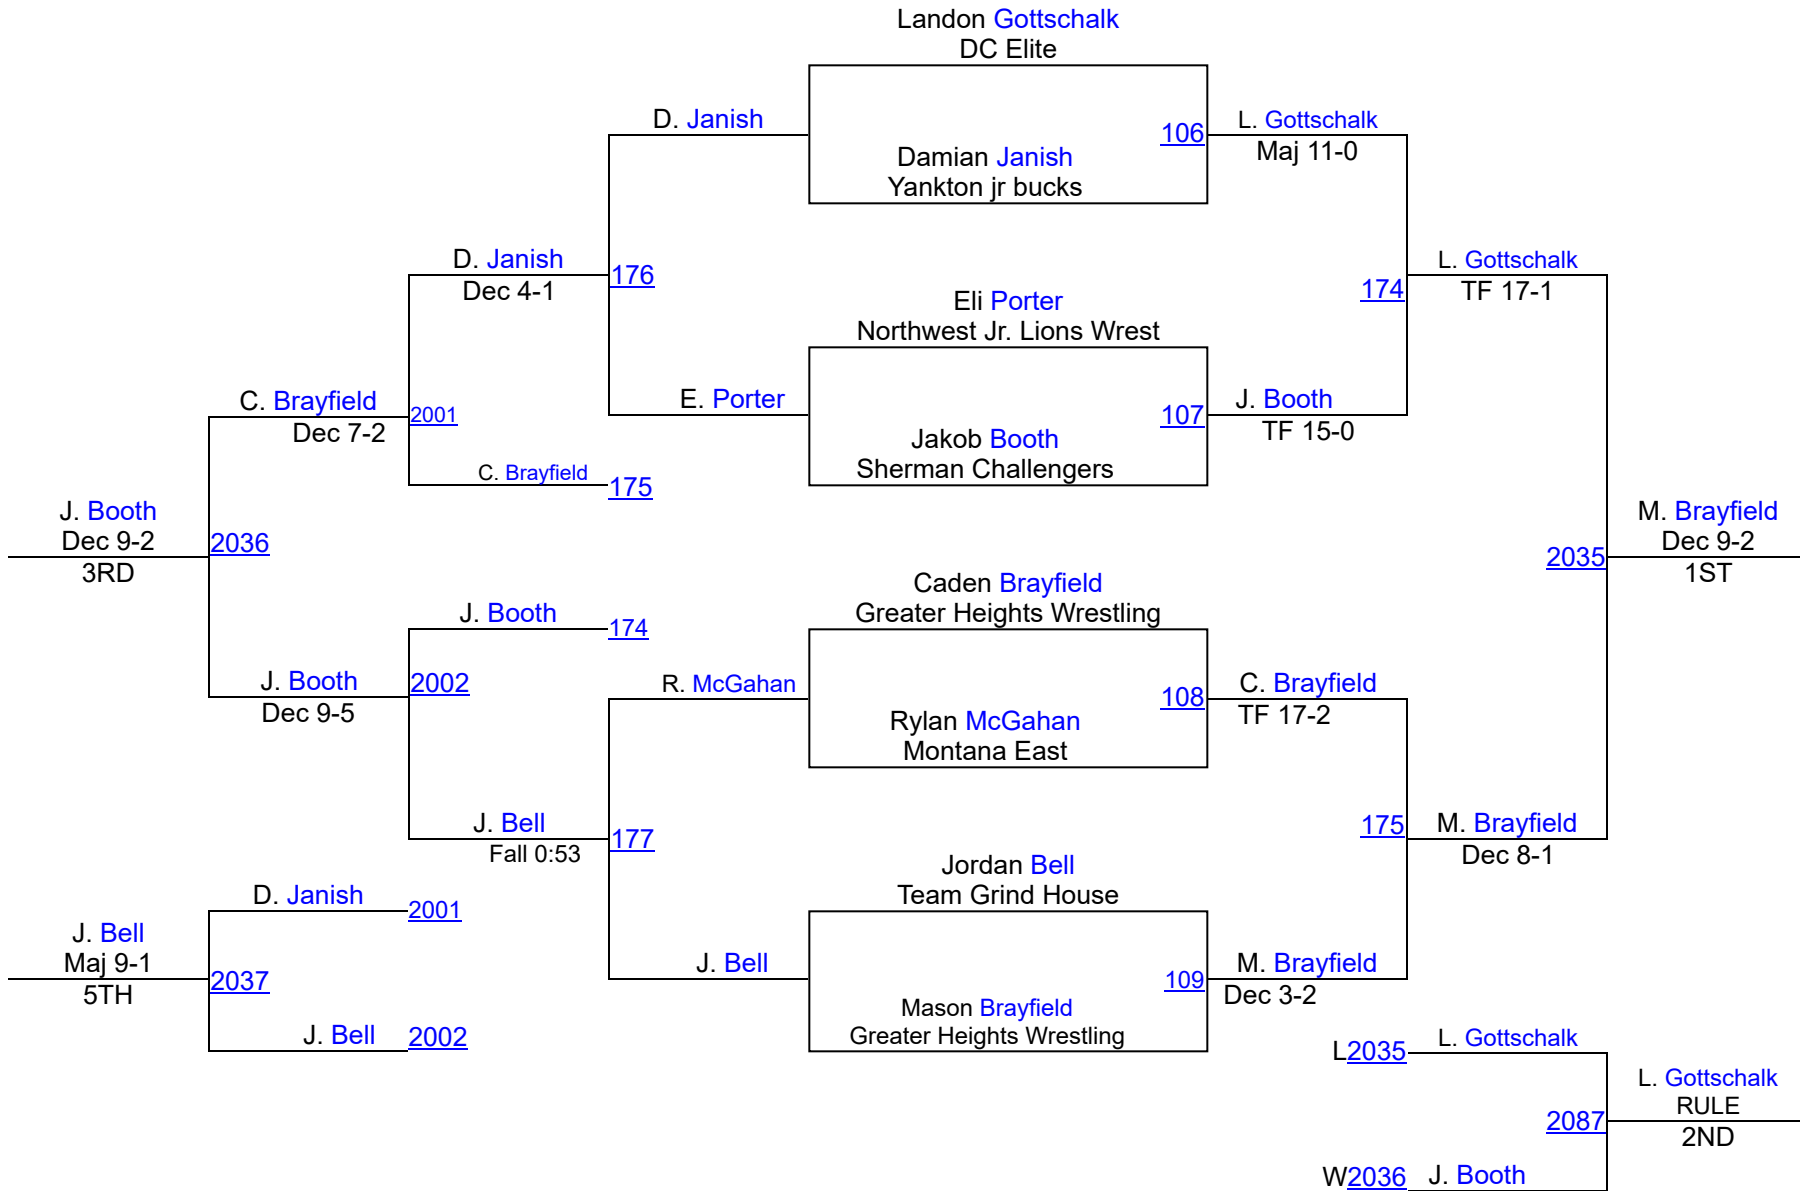 Landon Gottschalk
DC Elite
D. Janish
106
L. Gottschalk
Maj 11-0
Damian Janish
Yankton jr bucks
D. Janish
Dec 4-1
176
L. Gottschalk
TF 17-1
174
Eli Porter
Northwest Jr. Lions Wrest
C. Brayfield
Dec 7-2
2001
E. Porter
107
J. Booth
TF 15-0
Jakob Booth
Sherman Challengers
C. Brayfield
175
J. Booth
Dec 9-2
3RD
2036
M. Brayfield
Dec 9-2
1ST
2035
Caden Brayfield
Greater Heights Wrestling
J. Booth
174
J. Booth
Dec 9-5
2002
R. McGahan
108
C. Brayfield
TF 17-2
Rylan McGahan
Montana East
J. Bell
Fall 0:53
177
175
M. Brayfield
Dec 8-1
Jordan Bell
Team Grind House
D. Janish
2001
J. Bell
Maj 9-1
5TH
2037
J. Bell
109
M. Brayfield
Dec 3-2
Mason Brayfield
Greater Heights Wrestling
J. Bell
2002
L2035
L. Gottschalk
L. Gottschalk
RULE
2ND
2087
W2036
J. Booth